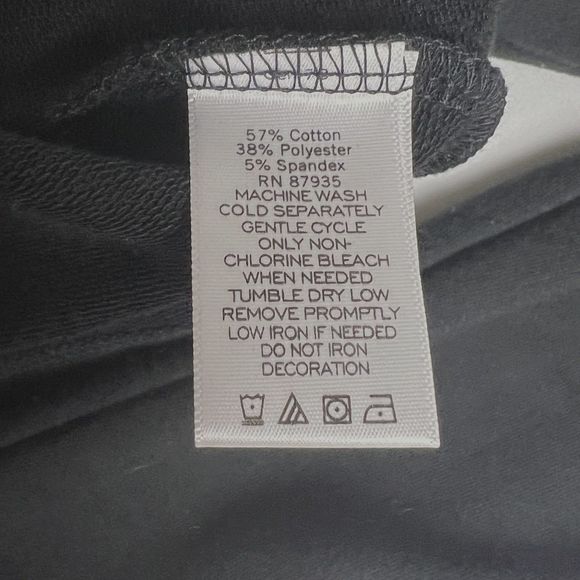 57% Cotton
38% Polyester
5% Spandex
RN 87935
MACHINE WASH
COLD SEPARATELY
GENTLE CYCLE
ONLY NON-
CHLORINE BLEACH
WHEN NEEDED
TUMBLE DRY LOW
REMOVE PROMPTLY
LOW IRON IF NEEDED
DO NOT IRON
DECORATION